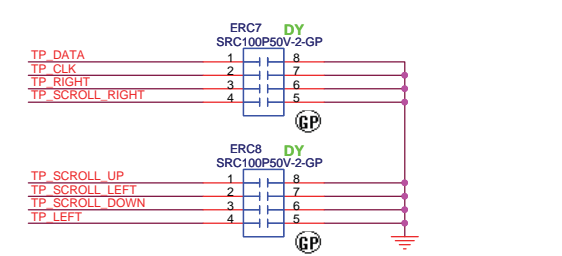 ERC7 DY
SRC100P50V-2-GP
TP_DATA 1 8
TP_CLK 2 7
TP_RIGHT 3 6
TP_SCROLL_RIGHT 4 5
GP
ERC8 DY
SRC100P50V-2-GP
TP_SCROLL_UP 1 8
TP_SCROLL_LEFT 2 7
TP_SCROLL_DOWN 3 6
TP_LEFT 4 5
GP